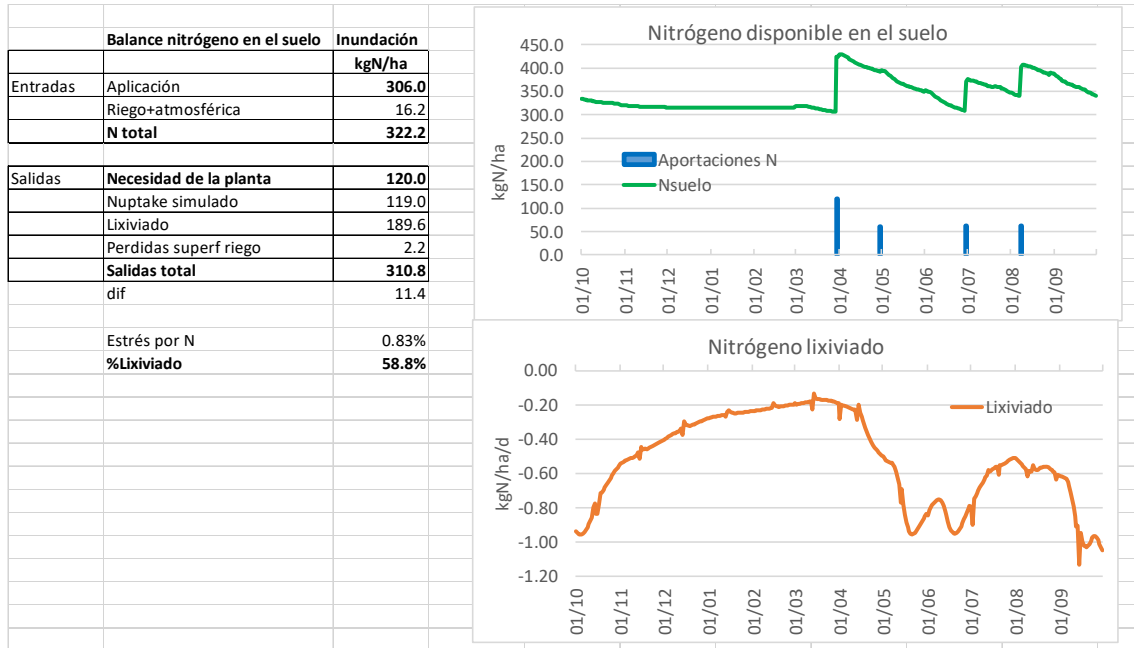 Balance nitrógeno en el suelo Inundación
kgN/ha
Entradas Aplicación 306.0
Riego+atmosférica 16.2
N total 322.2
Salidas Necesidad de la planta 120.0
Nuptake simulado 119.0
Lixiviado 189.6
Perdidas superf riego 2.2
Salidas total 310.8
dif 11.4
Estrés por N 0.83%
%Lixiviado 58.8%
Nitrógeno disponible en el suelo
450.0
400.0
350.0
300.0
250.0
200.0
150.0
100.0
50.0
0.0
kgN/ha
Aportaciones N
Nsuelo
01/10 01/11 01/12 01/01 01/02 01/03 01/04 01/05 01/06 01/07 01/08 01/09
Nitrógeno lixiviado
0.00
-0.20
-0.40
-0.60
-0.80
-1.00
-1.20
kgN/ha/d
Lixiviado
01/10 01/11 01/12 01/01 01/02 01/03 01/04 01/05 01/06 01/07 01/08 01/09